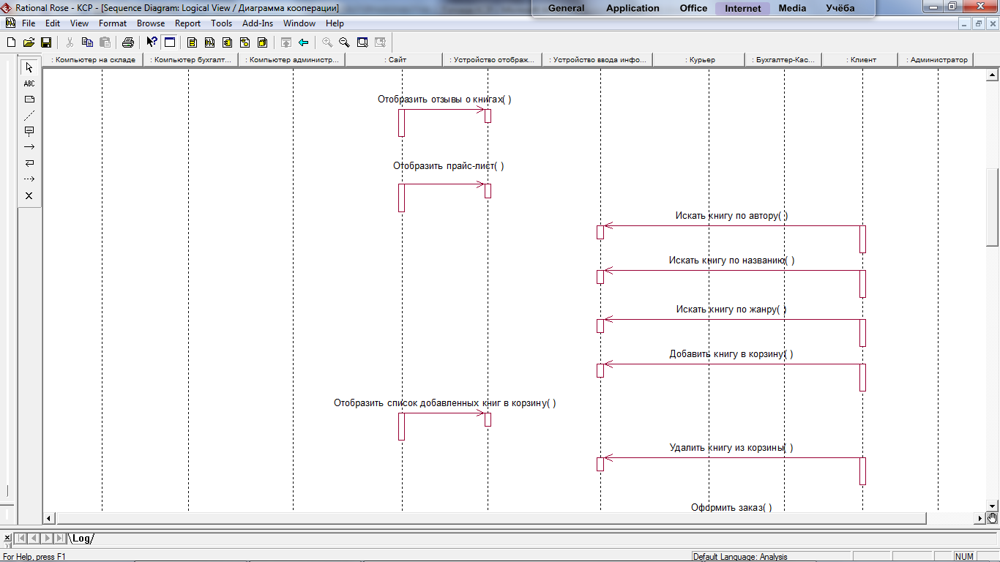 Rational Rose - KCP - [Sequence Diagram: Logical View / Диаграмма кооперации]
General Application Office Internet Media Учёба
File Edit View Format Browse Report Tools Add-Ins Window Help
: Компьютер на складе : Компьютер бухгалт... : Компьютер администр... : Сайт : Устройство отображ... : Устройство ввода инфо... : Курьер : Бухгалтер-Кас... : Клиент : Администратор
ABC
Отобразить отзывы о книгах( )
Отобразить прайс-лист( )
Искать книгу по автору( )
Искать книгу по названию( )
Искать книгу по жанру( )
Добавить книгу в корзину( )
Отобразить список добавленных книг в корзину( )
Удалить книгу из корзины( )
Оформить заказ( )
Log
For Help, press F1
Default Language: Analysis
NUM